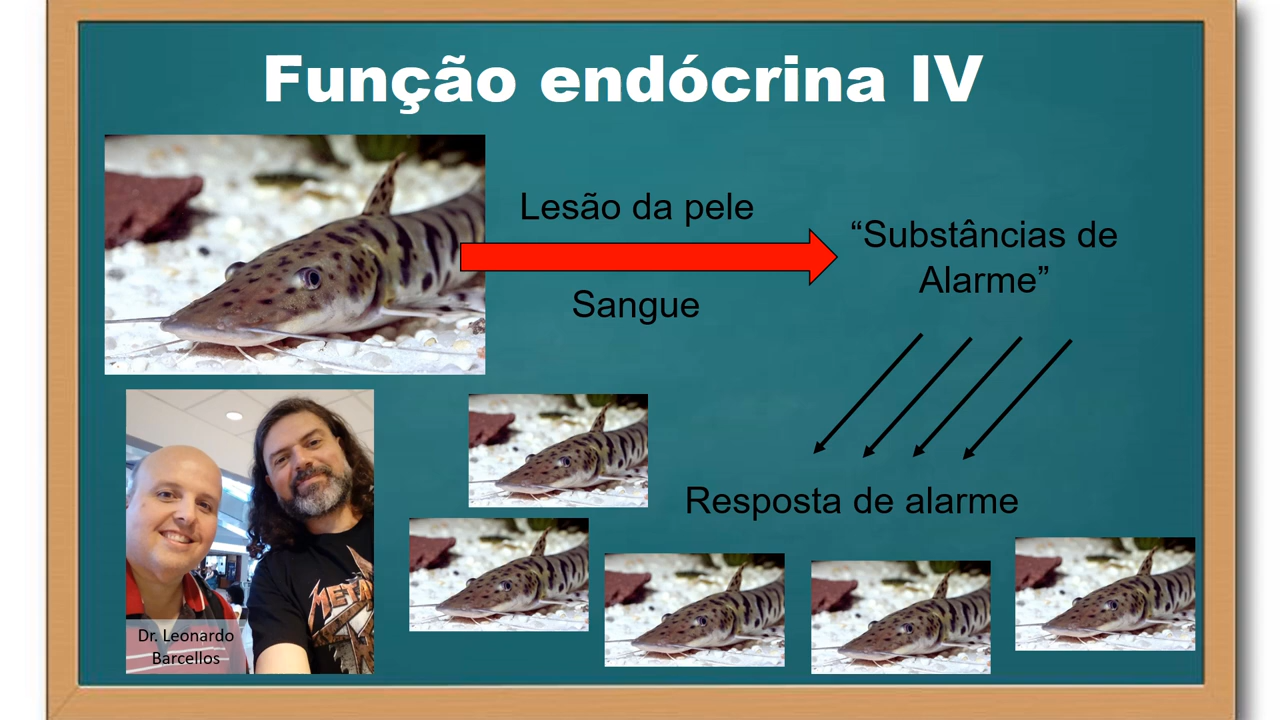 Função endócrina IV
Lesão da pele
Sangue
“Substâncias de
Alarme”
Resposta de alarme
Dr. Leonardo
Barcellos